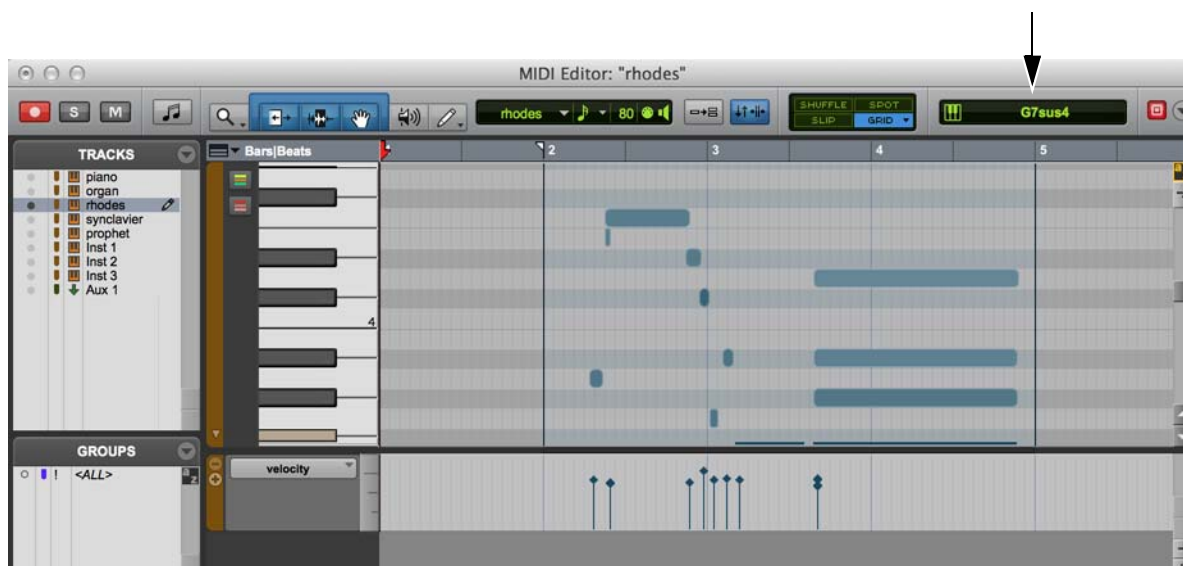 MIDI Editor: "rhodes"
S M rhodes 80 SHUFFLE SPOT G7sus4
SLIP GRID
TRACKS Bars|Beats 2 3 4 5
piano
organ
rhodes
synclavier
prophet
Inst 1
Inst 2
Inst 3
Aux 1
4
GROUPS
! <ALL> a z
velocity